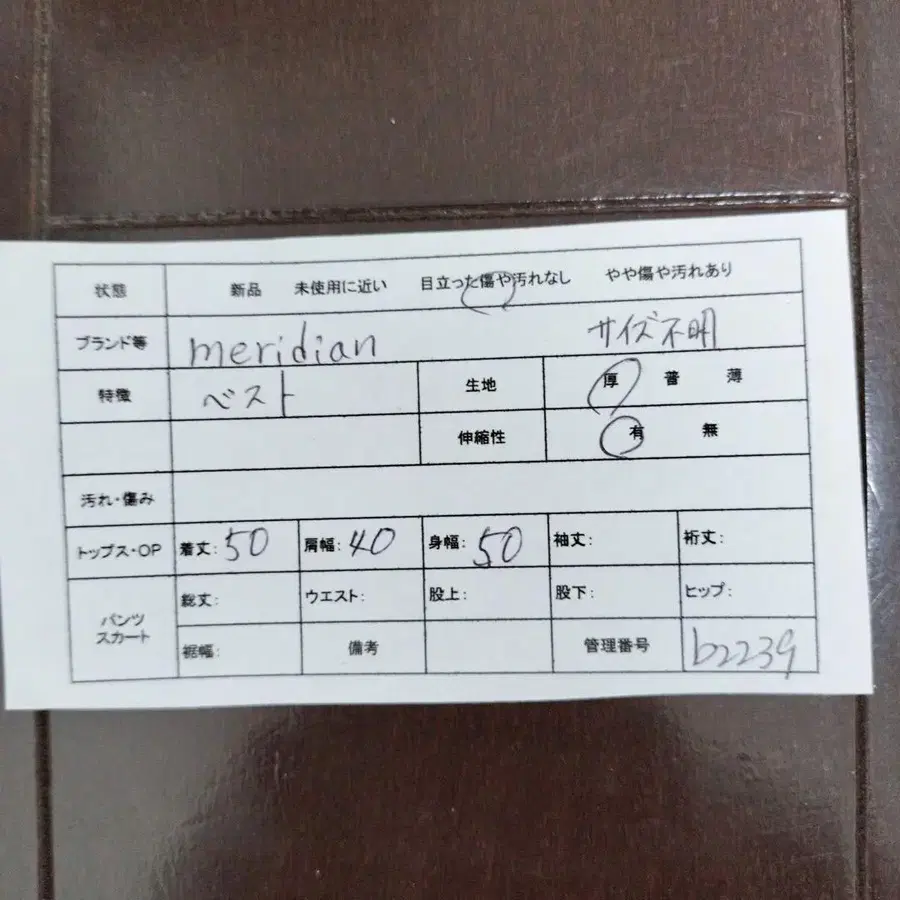 状態 新品 未使用に近い 目立った傷や汚れなし やや傷や汚れあり
ブランド等 meridian サイズ不明
特徴 ベスト 生地 厚 普 薄
伸縮性 有 無
汚れ・傷み
トップス・OP 着丈: 50 肩幅: 40 身幅: 50 袖丈: 裄丈:
パンツ スカート 総丈: ウエスト: 股上: 股下: ヒップ:
裾幅: 備考 管理番号 b2239